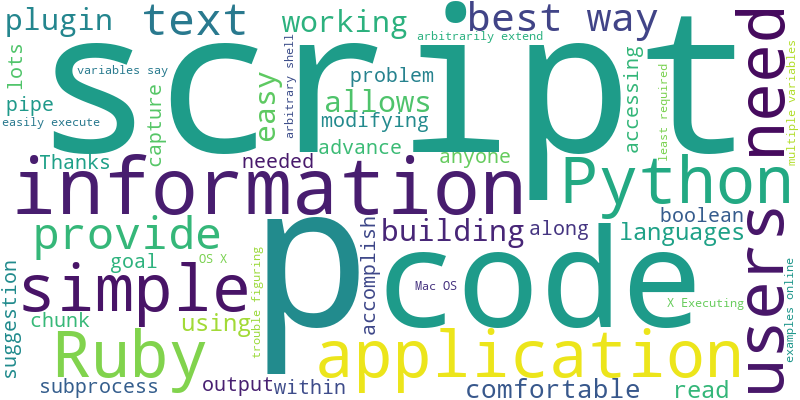 plugin
text
working
best way
arbitrarily extend
script
lots
variables say
problem
arbitrary shell
accessing
least required
multiple variables
need
pipe
capture
easy
allows
modifying
easily execute
advance
Thanks
needed
anyone
Python
information
p
code
boolean
provide
building
along
languages
users
accomplish
goal
OS X
suggestion
simple
trouble figuring
Mac OS
X Executing
examples online
chunk
using
Ruby
application
subprocess
output
within
comfortable
read